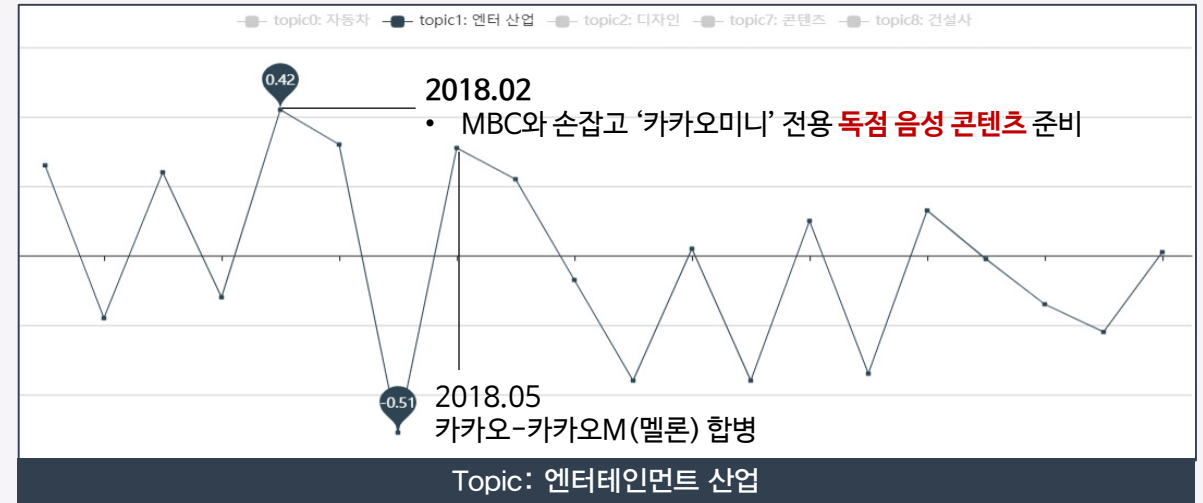 topic0: 자동차 topic1: 엔터 산업 topic2: 디자인 topic7: 콘텐츠 topic8: 건설사
0.42
2018.02
• MBC와 손잡고 ‘카카오미니’ 전용 독점 음성 콘텐츠 준비
-0.51
2018.05
카카오-카카오M(멜론) 합병
Topic: 엔터테인먼트 산업